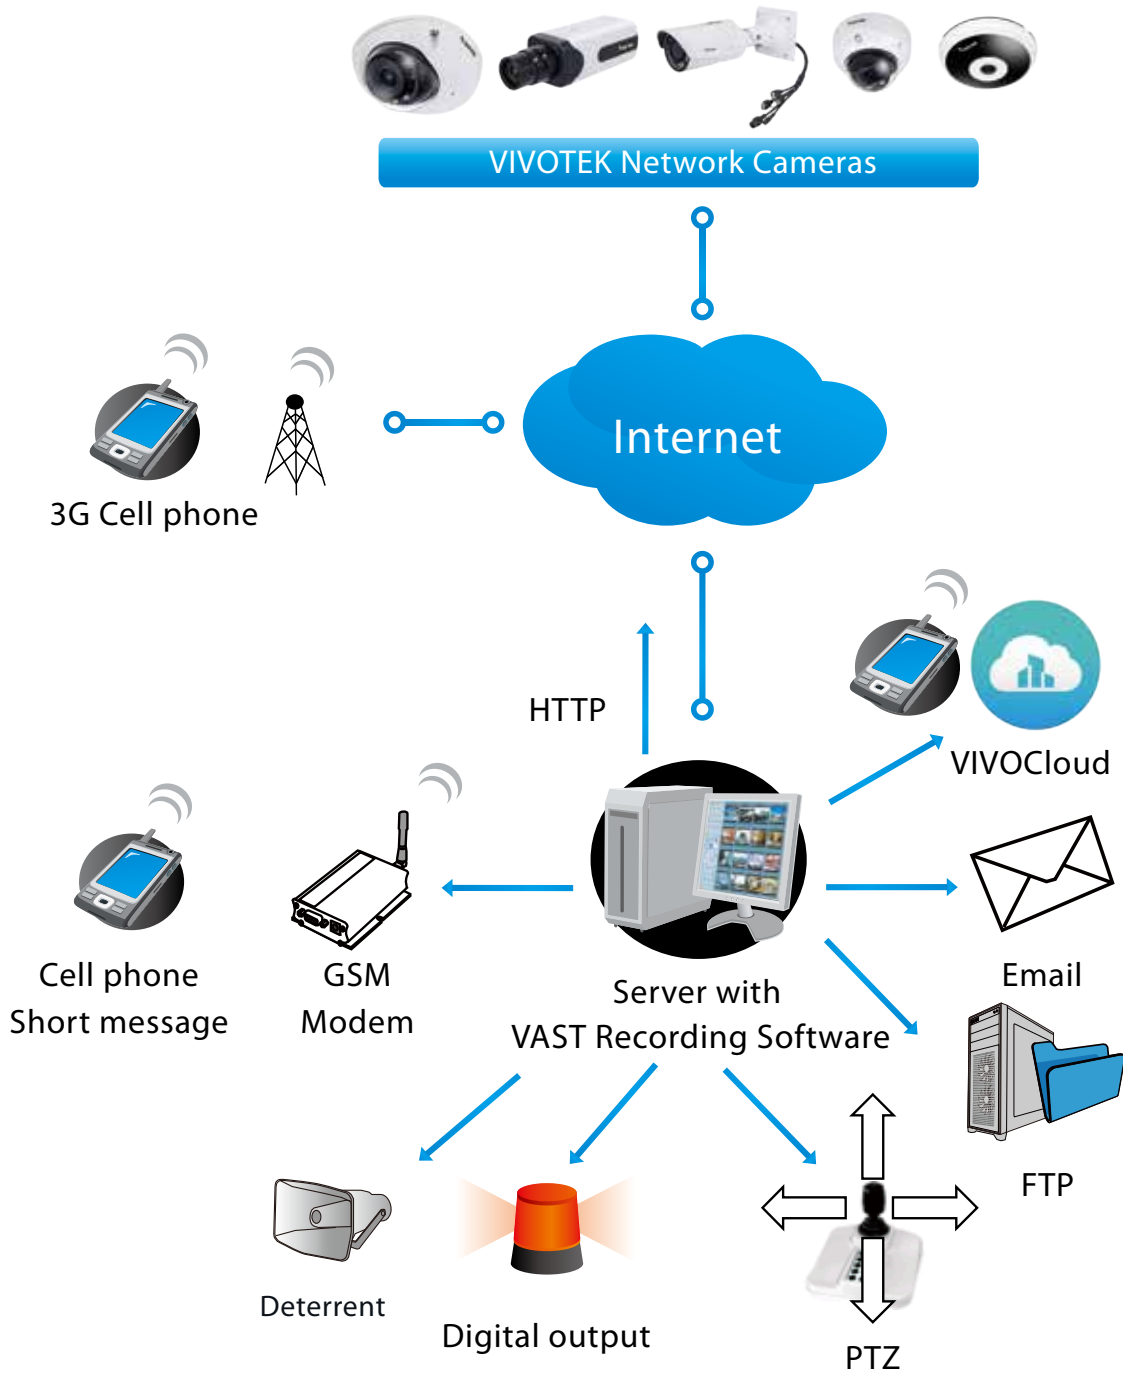 VIVOTEK Network Cameras
Internet
3G Cell phone
HTTP
VIVOCloud
Cell phone
Short message
GSM
Modem
Server with
VAST Recording Software
Email
FTP
Deterrent
Digital output
PTZ